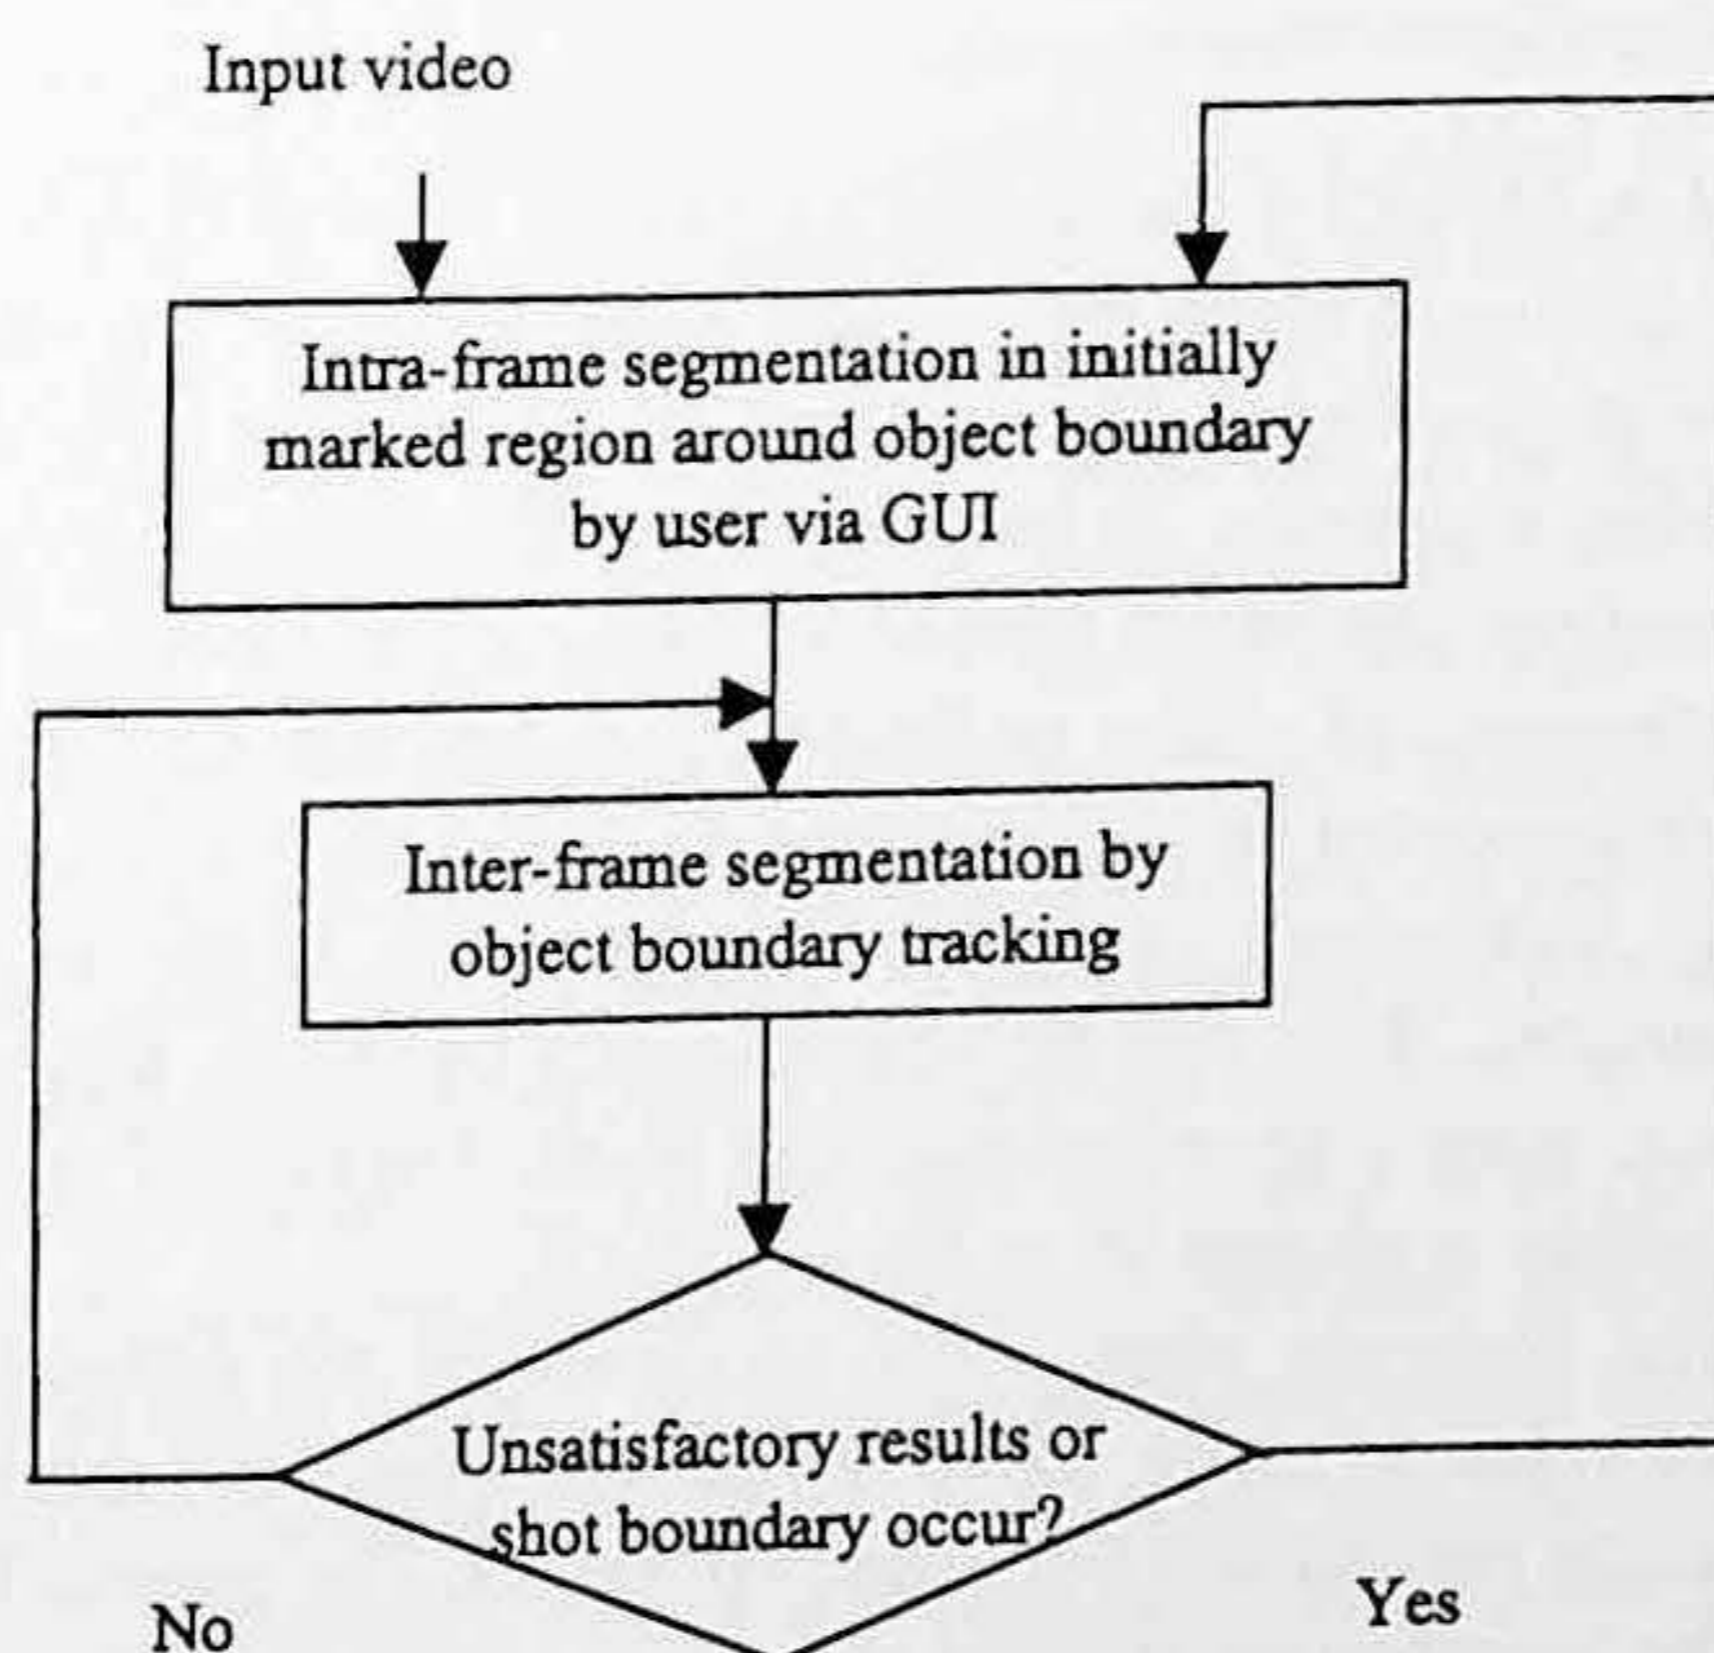 Input video
Intra-frame segmentation in initially
marked region around object boundary
by user via GUI
Inter-frame segmentation by
object boundary tracking
Unsatisfactory results or
shot boundary occur?
No
Yes